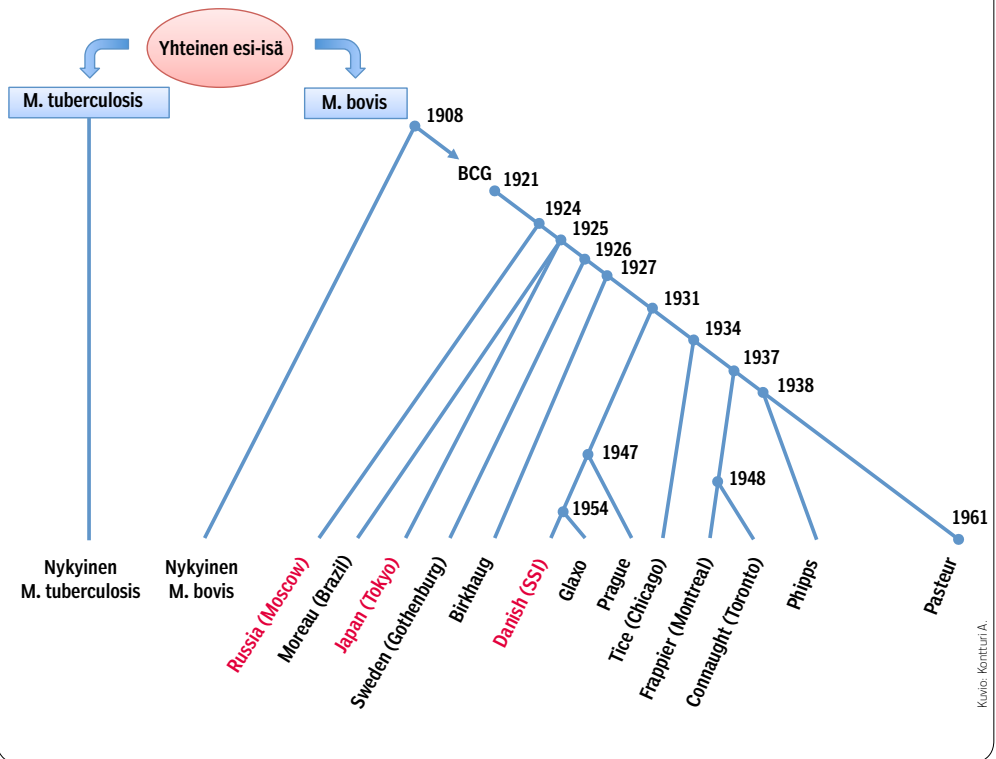 Yhteinen esi-isä
M. tuberculosis
M. bovis
1908
BCG
1921
1924
1925
1926
1927
1931
1934
1937
1938
1947
1948
1954
1961
Nykyinen
M. tuberculosis
Nykyinen
M. bovis
Russia (Moscow)
Moreau (Brazil)
Japan (Tokyo)
Sweden (Gothenburg)
Birkhaug
Danish (SSI)
Glaxo
Prague
Tice (Chicago)
Frappier (Montreal)
Connaught (Toronto)
Phipps
Pasteur
Kuvio: Kontturi A.